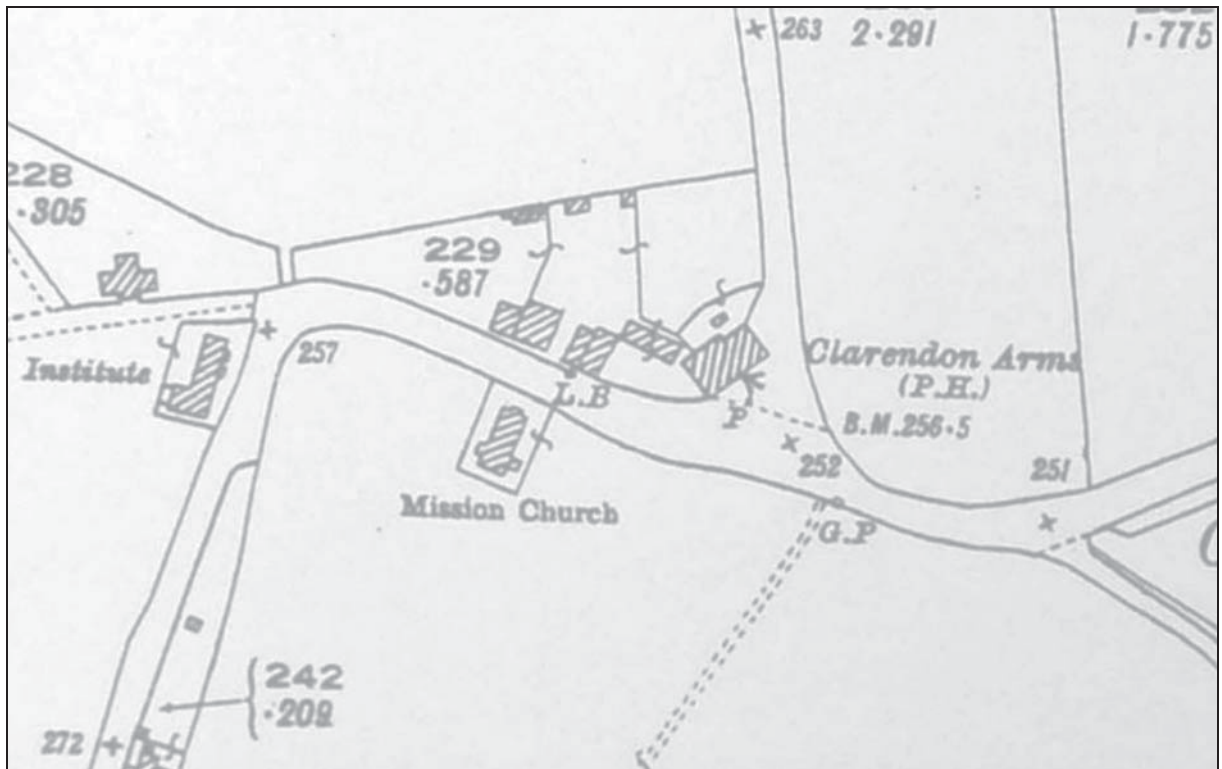 263 2·291
1·775
228
·305
229
·587
257
Institute
L.B
Clarendon Arms
(P.H.)
P
B.M.256·5
252
251
Mission Church
G.P
242
·209
272